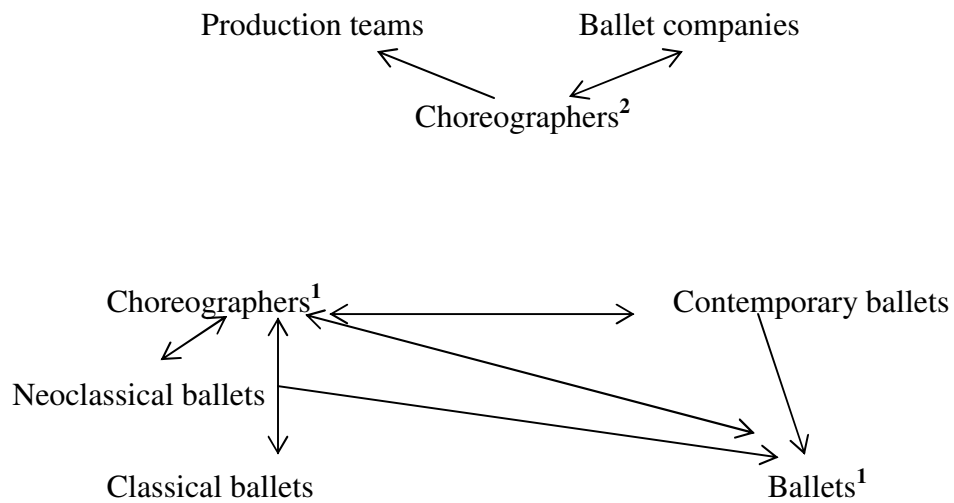 Production teams Ballet companies
Choreographers²
Choreographers¹ Contemporary ballets
Neoclassical ballets
Classical ballets Ballets¹